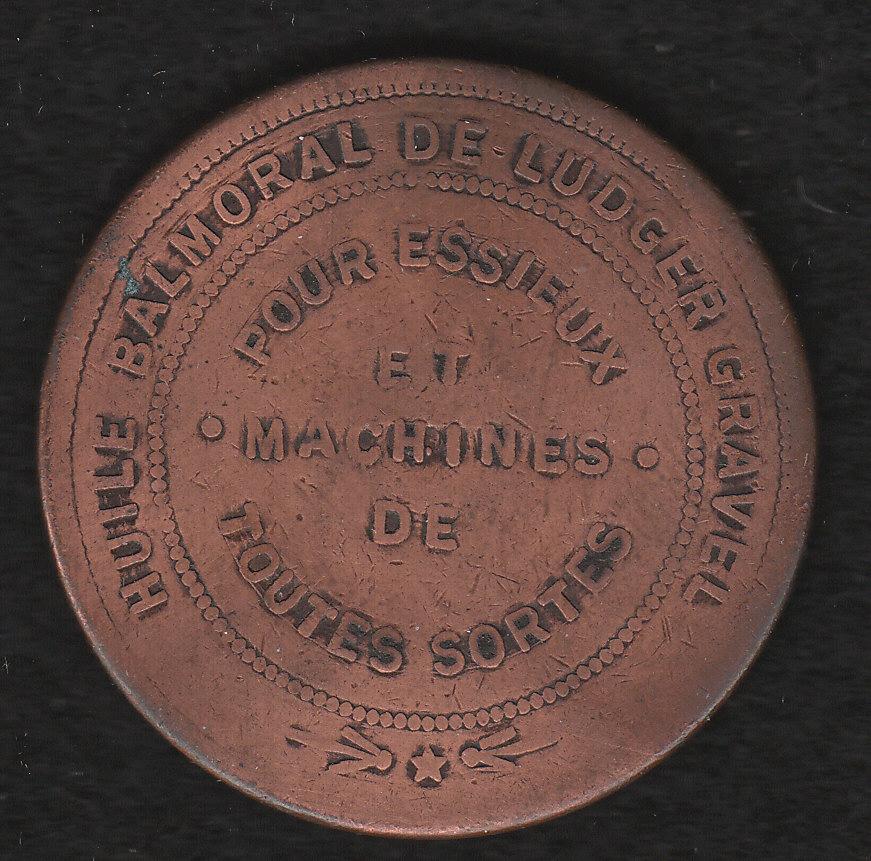 HUILE BALMORAL DE LUDGER GRAVEL
POUR ESSIEUX
ET
MACHINES
DE
TOUTES SORTES